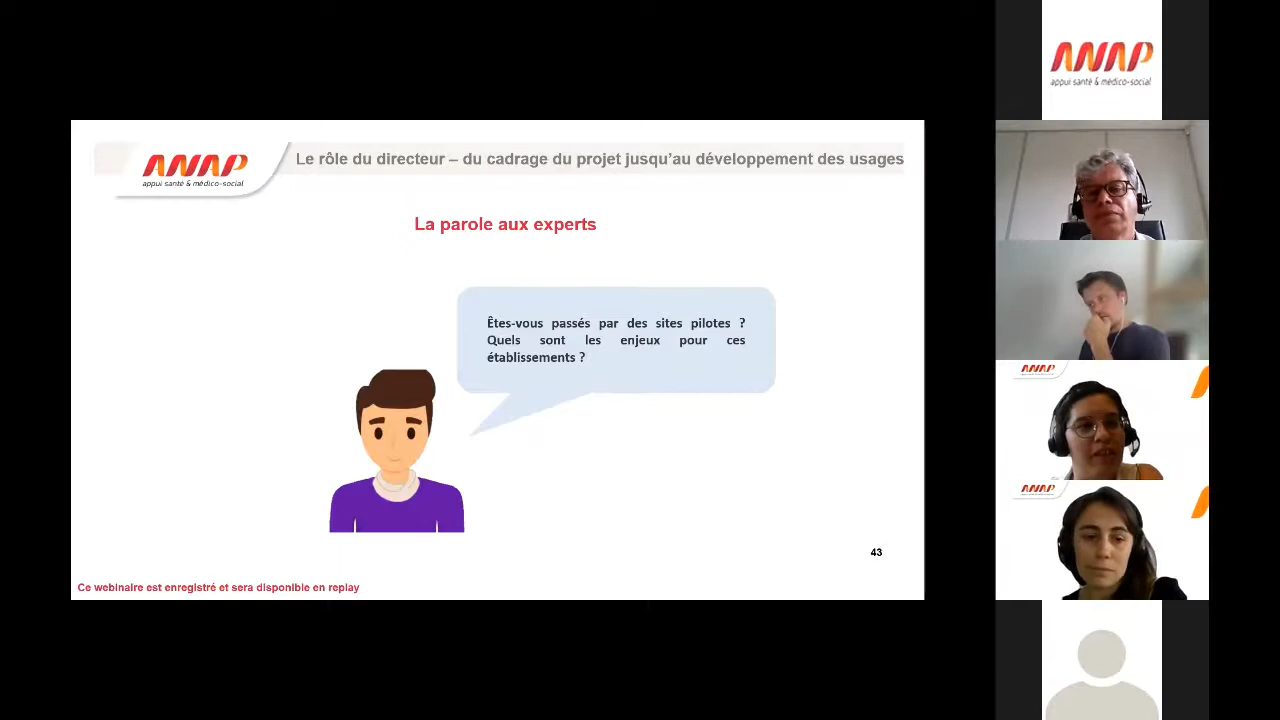 ANAP
appui santé & médico-social
Le rôle du directeur – du cadrage du projet jusqu'au développement des usages
La parole aux experts
Êtes-vous passés par des sites pilotes ?
Quels sont les enjeux pour ces
établissements ?
43
Ce webinaire est enregistré et sera disponible en replay
ANAP
appui santé & médico-social
ANAP
ANAP